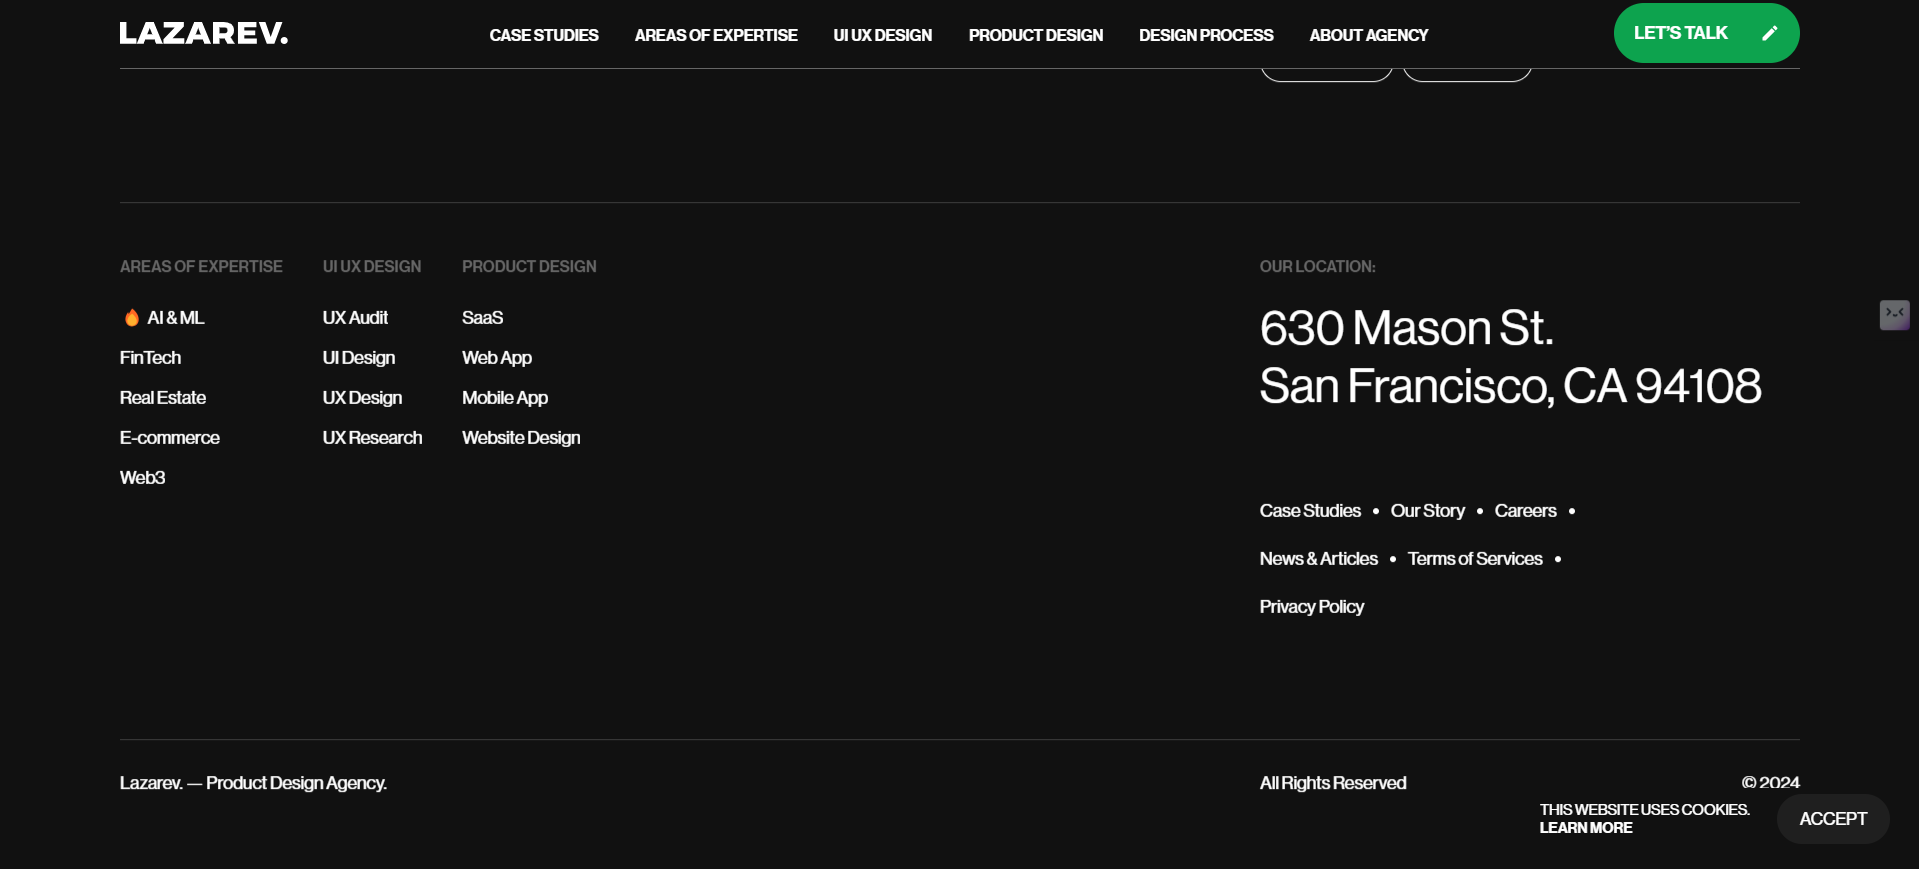 LAZAREV.
CASE STUDIES
AREAS OF EXPERTISE
UI UX DESIGN
PRODUCT DESIGN
DESIGN PROCESS
ABOUT AGENCY
LET'S TALK
AREAS OF EXPERTISE
🔥 AI & ML
FinTech
Real Estate
E-commerce
Web3
UI UX DESIGN
UX Audit
UI Design
UX Design
UX Research
PRODUCT DESIGN
SaaS
Web App
Mobile App
Website Design
OUR LOCATION:
630 Mason St.
San Francisco, CA 94108
Case Studies • Our Story • Careers •
News & Articles • Terms of Services •
Privacy Policy
Lazarev. — Product Design Agency.
All Rights Reserved
© 2024
THIS WEBSITE USES COOKIES.
LEARN MORE
ACCEPT